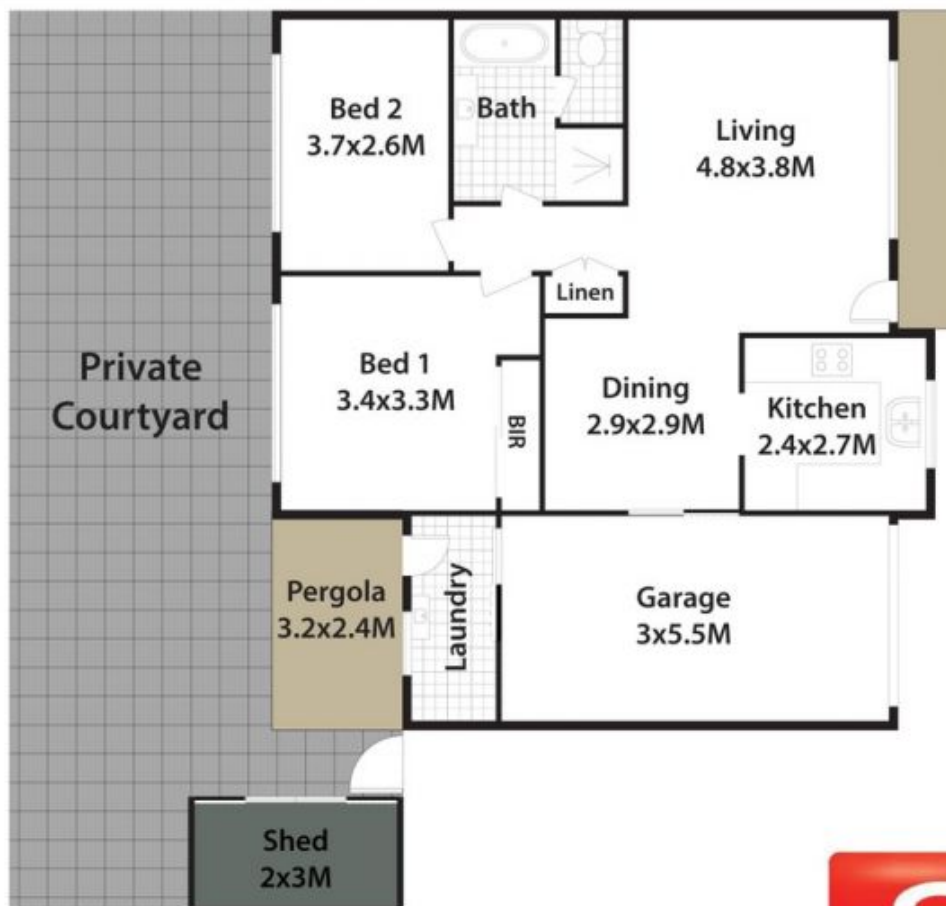 Bed 2
3.7x2.6M
Bath
Living
4.8x3.8M
Linen
Private
Courtyard
Bed 1
3.4x3.3M
BIR
Dining
2.9x2.9M
Kitchen
2.4x2.7M
Pergola
3.2x2.4M
Laundry
Garage
3x5.5M
Shed
2x3M